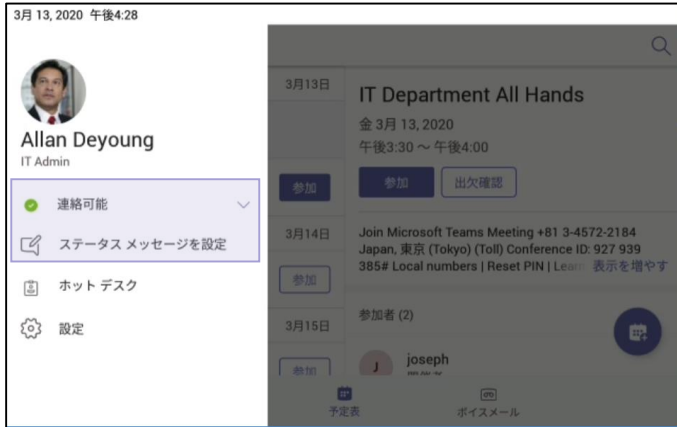 3月 13, 2020 午後4:28
Allan Deyoung
IT Admin
連絡可能
ステータス メッセージを設定
ホット デスク
設定
3月13日
参加
3月14日
参加
3月15日
参加
IT Department All Hands
金 3月 13, 2020
午後3:30 ～ 午後4:00
参加
出欠確認
Join Microsoft Teams Meeting +81 3-4572-2184
Japan, 東京 (Tokyo) (Toll) Conference ID: 927 939
385# Local numbers | Reset PIN | Learn 表示を増やす
参加者 (2)
J
joseph
予定表
ボイスメール